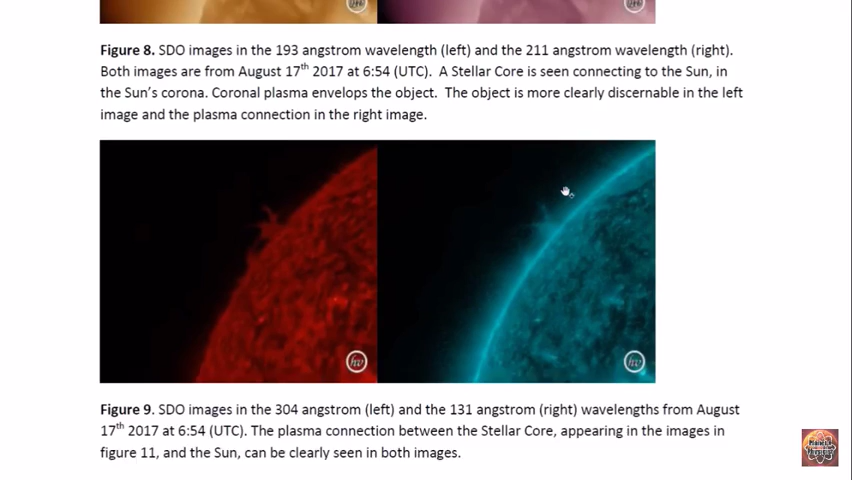 Figure 8. SDO images in the 193 angstrom wavelength (left) and the 211 angstrom wavelength (right).
Both images are from August 17th 2017 at 6:54 (UTC).  A Stellar Core is seen connecting to the Sun, in
the Sun's corona. Coronal plasma envelops the object.  The object is more clearly discernable in the left
image and the plasma connection in the right image.
hv
hv
Figure 9. SDO images in the 304 angstrom (left) and the 131 angstrom (right) wavelengths from August
17th 2017 at 6:54 (UTC). The plasma connection between the Stellar Core, appearing in the images in
figure 11, and the Sun, can be clearly seen in both images.